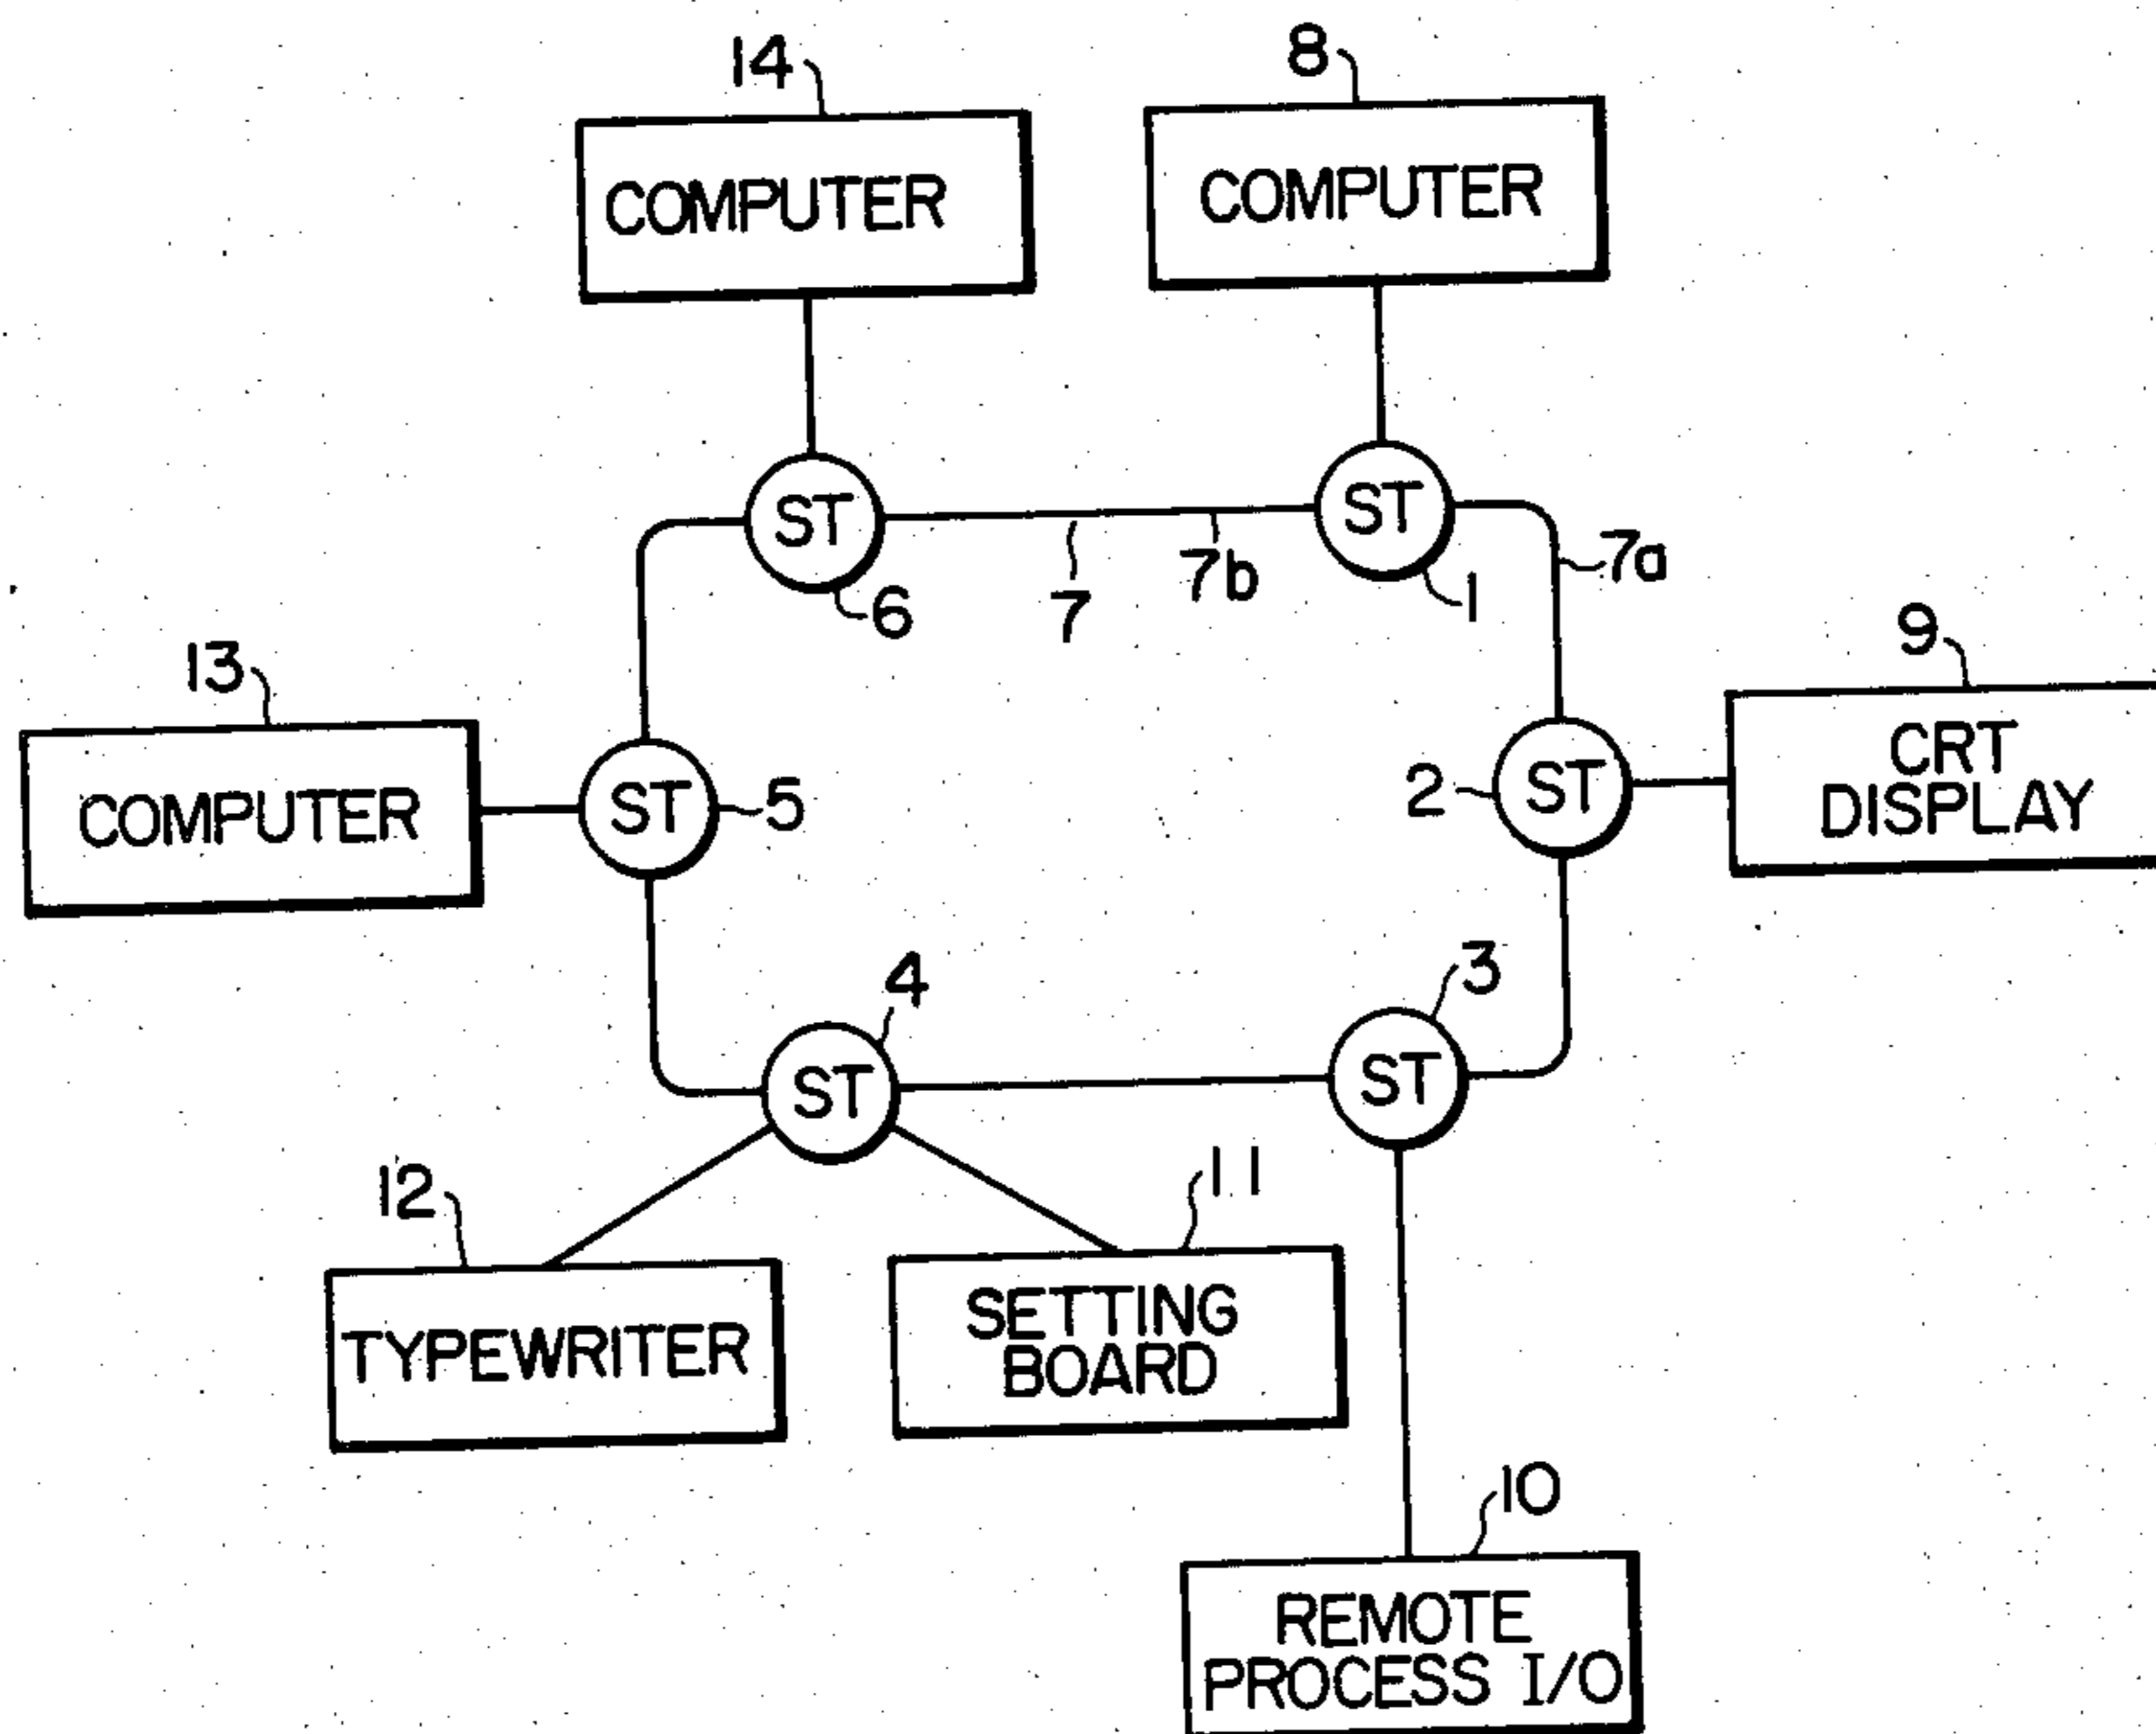 14
8
COMPUTER
COMPUTER
ST
ST
7a
7b
1
6
7
9
13
CRT
DISPLAY
COMPUTER
ST
5
2
ST
4
3
ST
ST
12
11
TYPEWRITER
SETTING
BOARD
10
REMOTE
PROCESS I/O